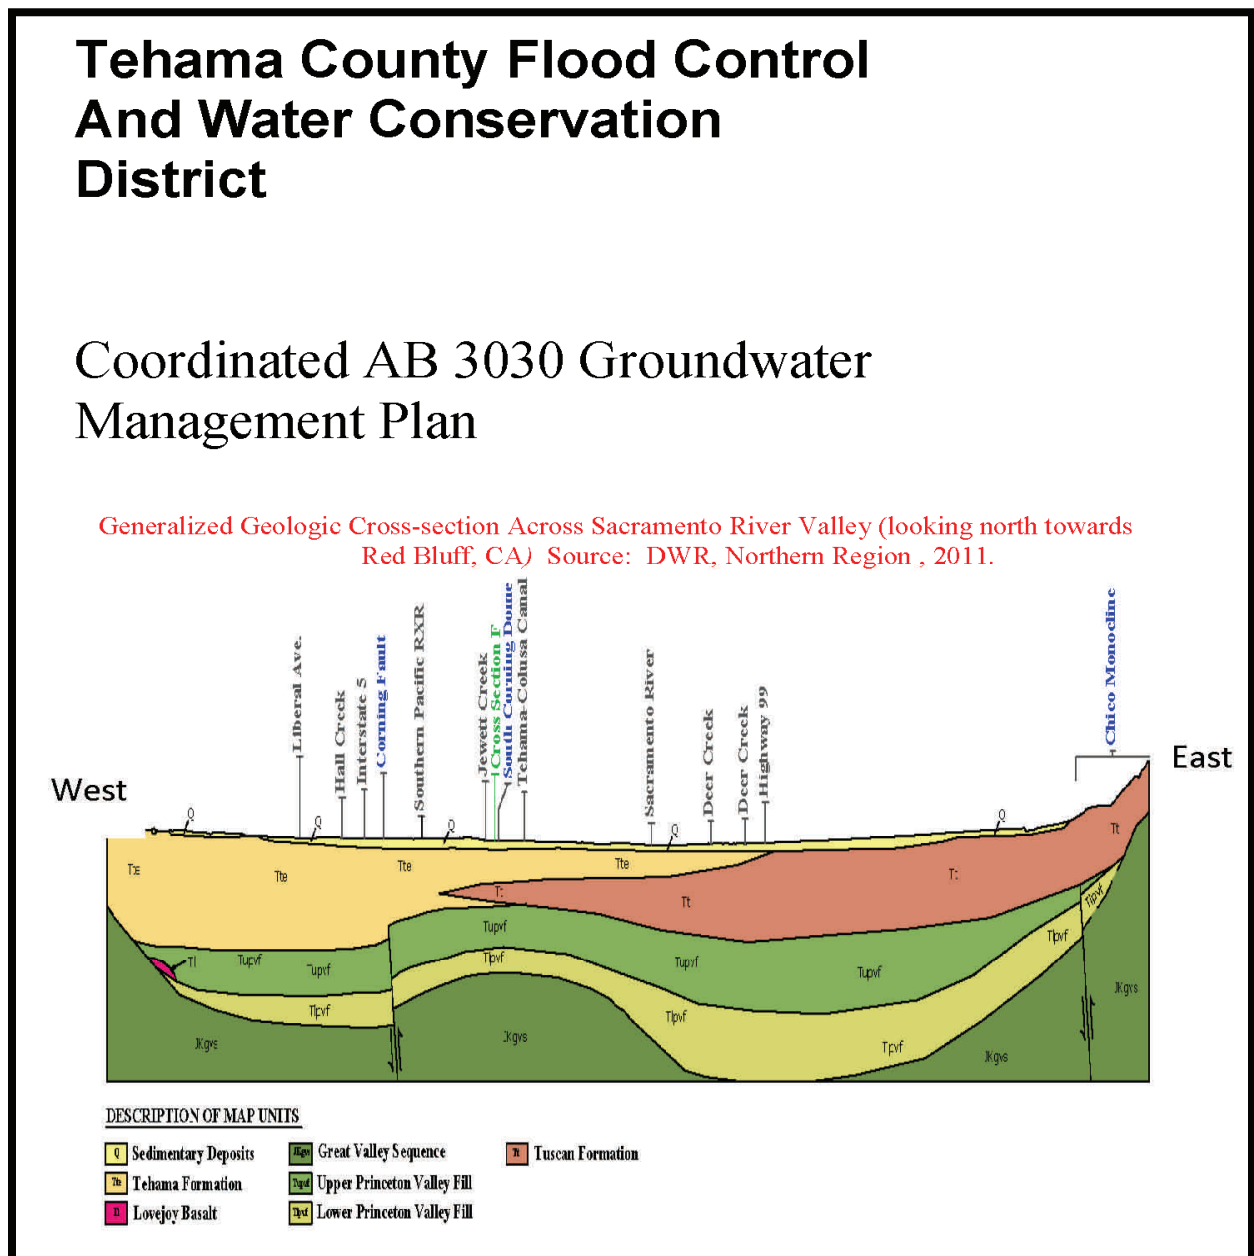 Tehama County Flood Control
And Water Conservation
District
Coordinated AB 3030 Groundwater
Management Plan
Generalized Geologic Cross-section Across Sacramento River Valley (looking north towards
Red Bluff, CA) Source: DWR, Northern Region , 2011.
Liberal Ave.
Hall Creek
Interstate 5
Corning Fault
Southern Pacific RXR
Jewett Creek
Cross Section F
South Corning Dome
Tehama-Colusa Canal
Sacramento River
Deer Creek
Deer Creek
Highway 99
Chico Monocline
West
East
Q
Q
Q
Q
Q
Tte
Tte
Tte
Tte
Tt
Tt
Tt
Tt
Tupvf
Tupvf
Tupvf
Tupvf
Tupvf
Tl
Tlpvf
Tlpvf
Tlpvf
Tlpvf
Tlpvf
Tlpvf
JKgvs
JKgvs
JKgvs
JKgvs
DESCRIPTION OF MAP UNITS
Q Sedimentary Deposits
Tte Tehama Formation
Tl Lovejoy Basalt
JKgvs Great Valley Sequence
Tupvf Upper Princeton Valley Fill
Tlpvf Lower Princeton Valley Fill
Tt Tuscan Formation